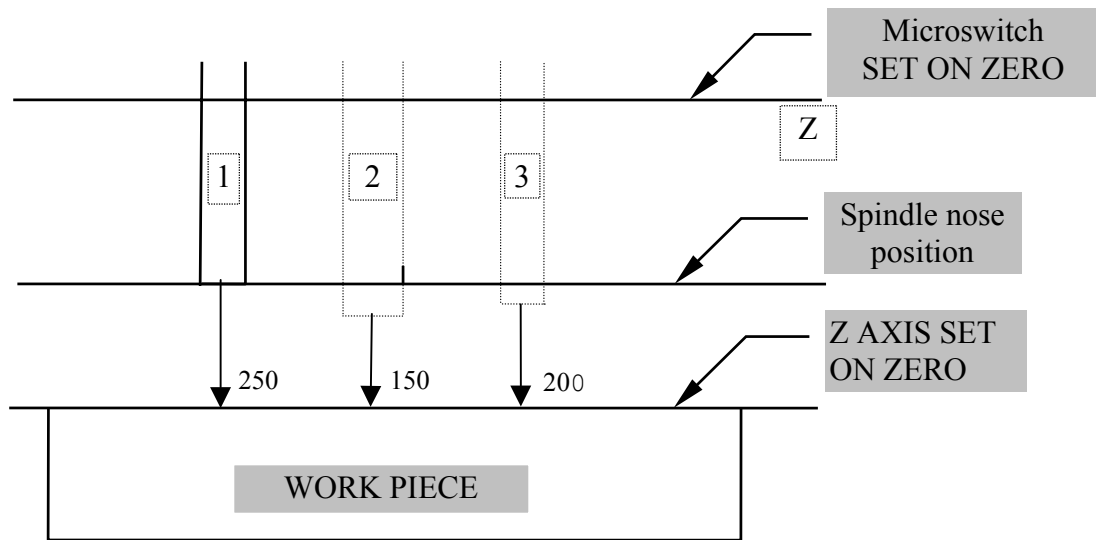 Microswitch
SET ON ZERO
Z
1
2
3
Spindle nose
position
250
150
200
Z AXIS SET
ON ZERO
WORK PIECE